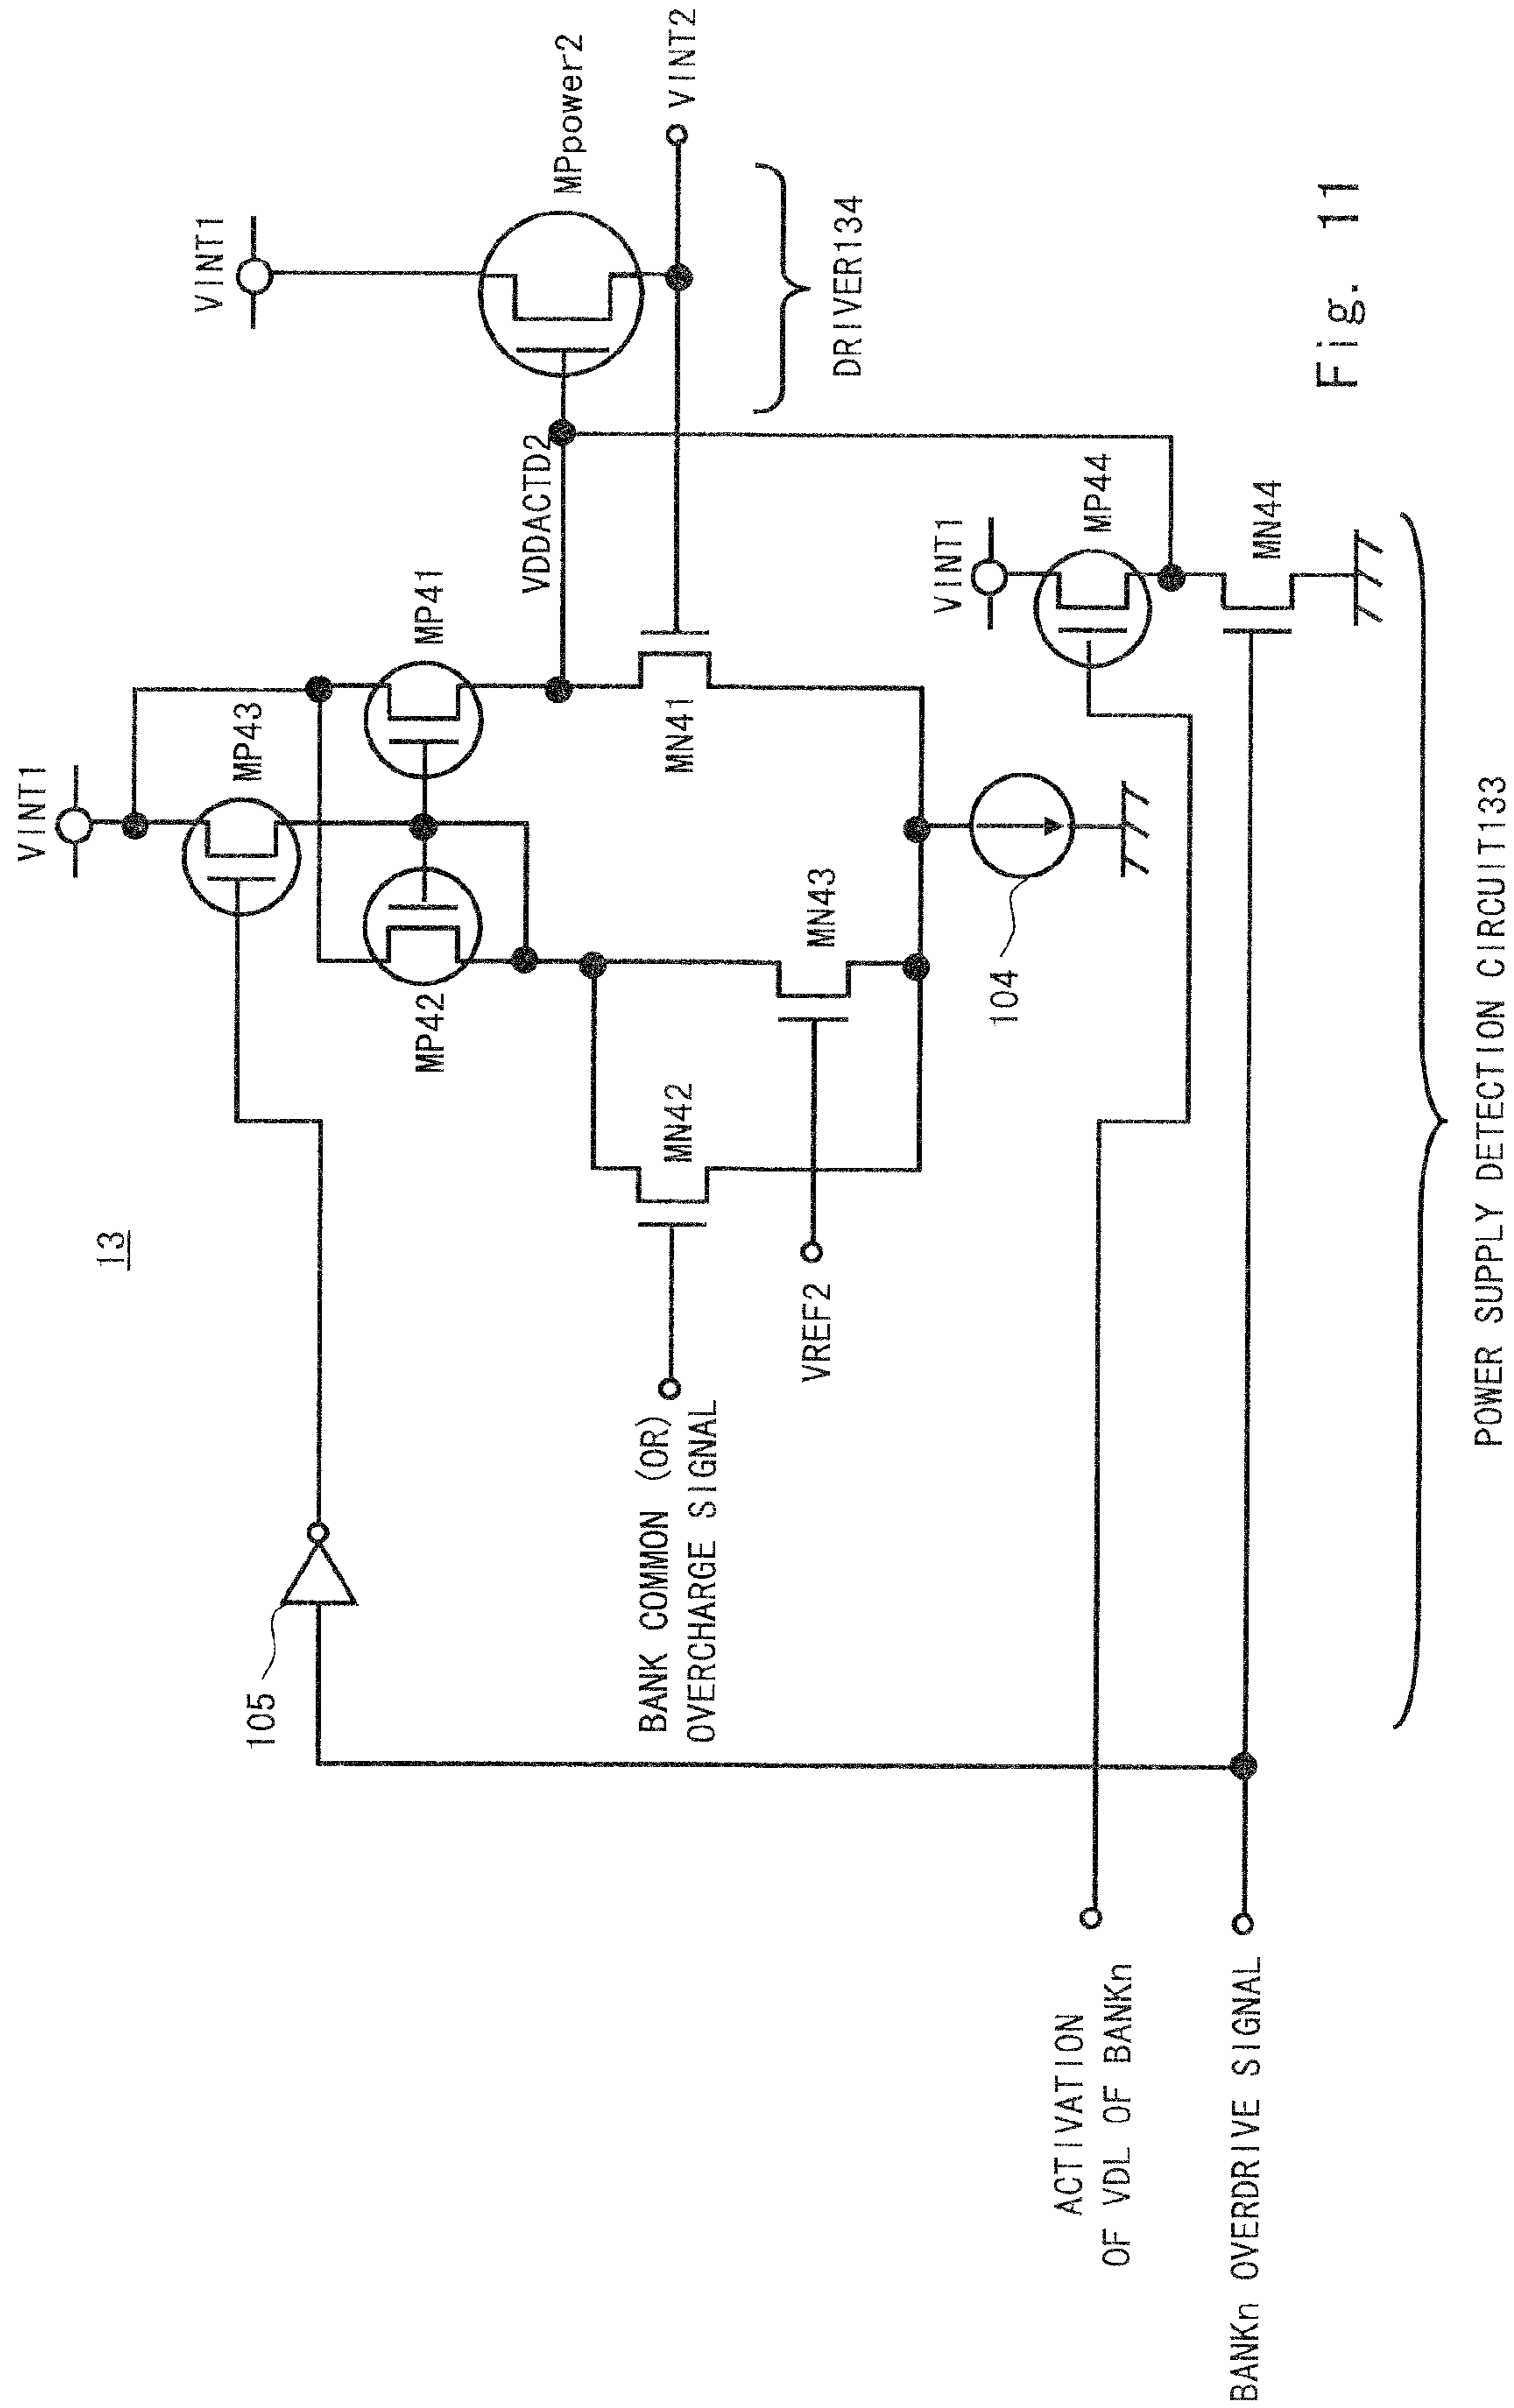 13
VINT1
MP43
VINT1
105
MP42
MP41
VDDACTD2
MPpower2
BANK COMMON (OR)
OVERCHARGE SIGNAL
MN42
MN41
VINT2
VREF2
MN43
DRIVER134
104
VINT1
ACTIVATION
OF VDL OF BANKn
MP44
BANKn OVERDRIVE SIGNAL
MN44
POWER SUPPLY DETECTION CIRCUIT133
Fig. 11